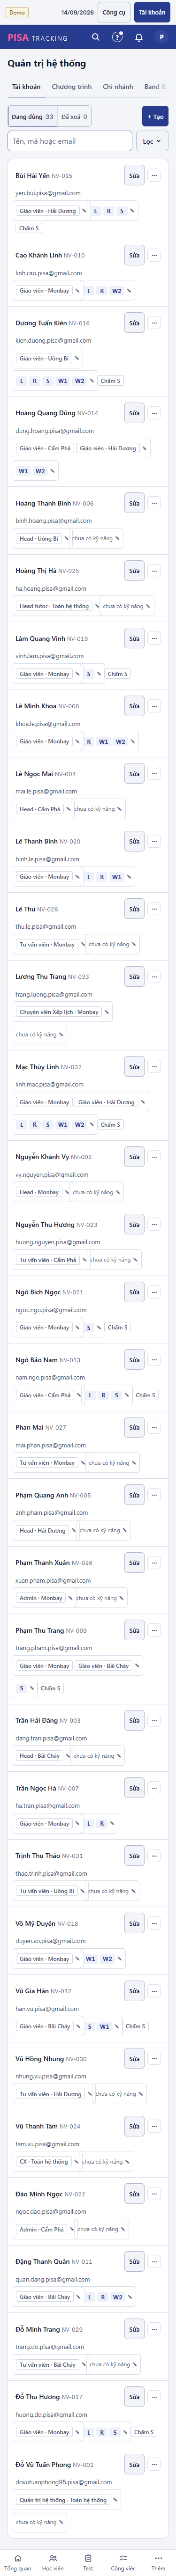 Demo 14/09/2026 Công cụ Tài khoản
PISA TRACKING ? P
Quản trị hệ thống
Tài khoản Chương trình Chi nhánh Band &
Đang dùng 33 Đã xoá 0 + Tạo
Tên, mã hoặc email Lọc
Bùi Hải Yến NV-015 Sửa ...
yen.bui.pisa@gmail.com
Giáo viên · Hải Dương L R S
Chấm S
Cao Khánh Linh NV-010 Sửa ...
linh.cao.pisa@gmail.com
Giáo viên · Monbay L R W2
Dương Tuấn Kiên NV-016 Sửa ...
kien.duong.pisa@gmail.com
Giáo viên · Uông Bí
L R S W1 W2 Chấm S
Hoàng Quang Dũng NV-014 Sửa ...
dung.hoang.pisa@gmail.com
Giáo viên · Cẩm Phả Giáo viên · Hải Dương
W1 W2
Hoàng Thanh Bình NV-006 Sửa ...
binh.hoang.pisa@gmail.com
Head · Uông Bí chưa có kỹ năng
Hoàng Thị Hà NV-025 Sửa ...
ha.hoang.pisa@gmail.com
Head tutor · Toàn hệ thống chưa có kỹ năng
Lâm Quang Vinh NV-019 Sửa ...
vinh.lam.pisa@gmail.com
Giáo viên · Monbay S Chấm S
Lê Minh Khoa NV-008 Sửa ...
khoa.le.pisa@gmail.com
Giáo viên · Monbay R W1 W2
Lê Ngọc Mai NV-004 Sửa ...
mai.le.pisa@gmail.com
Head · Cẩm Phả chưa có kỹ năng
Lê Thanh Bình NV-020 Sửa ...
binh.le.pisa@gmail.com
Giáo viên · Monbay L R W1
Lê Thu NV-028 Sửa ...
thu.le.pisa@gmail.com
Tư vấn viên · Monbay chưa có kỹ năng
Lương Thu Trang NV-033 Sửa ...
trang.luong.pisa@gmail.com
Chuyên viên Xếp lịch · Monbay
chưa có kỹ năng
Mạc Thùy Linh NV-032 Sửa ...
linh.mac.pisa@gmail.com
Giáo viên · Monbay Giáo viên · Hải Dương
L R S W1 W2 Chấm S
Nguyễn Khánh Vy NV-002 Sửa ...
vy.nguyen.pisa@gmail.com
Head · Monbay chưa có kỹ năng
Nguyễn Thu Hương NV-023 Sửa ...
huong.nguyen.pisa@gmail.com
Tư vấn viên · Cẩm Phả chưa có kỹ năng
Ngô Bích Ngọc NV-021 Sửa ...
ngoc.ngo.pisa@gmail.com
Giáo viên · Monbay S Chấm S
Ngô Bảo Nam NV-013 Sửa ...
nam.ngo.pisa@gmail.com
Giáo viên · Cẩm Phả L R S Chấm S
Phan Mai NV-027 Sửa ...
mai.phan.pisa@gmail.com
Tư vấn viên · Monbay chưa có kỹ năng
Phạm Quang Anh NV-005 Sửa ...
anh.pham.pisa@gmail.com
Head · Hải Dương chưa có kỹ năng
Phạm Thanh Xuân NV-026 Sửa ...
xuan.pham.pisa@gmail.com
Admin · Monbay chưa có kỹ năng
Phạm Thu Trang NV-009 Sửa ...
trang.pham.pisa@gmail.com
Giáo viên · Monbay Giáo viên · Bãi Cháy
S Chấm S
Trần Hải Đăng NV-003 Sửa ...
dang.tran.pisa@gmail.com
Head · Bãi Cháy chưa có kỹ năng
Trần Ngọc Hà NV-007 Sửa ...
ha.tran.pisa@gmail.com
Giáo viên · Monbay L R
Trịnh Thu Thảo NV-031 Sửa ...
thao.trinh.pisa@gmail.com
Tư vấn viên · Uông Bí chưa có kỹ năng
Võ Mỹ Duyên NV-018 Sửa ...
duyen.vo.pisa@gmail.com
Giáo viên · Monbay W1 W2
Vũ Gia Hân NV-012 Sửa ...
han.vu.pisa@gmail.com
Giáo viên · Bãi Cháy S W1 Chấm S
Vũ Hồng Nhung NV-030 Sửa ...
nhung.vu.pisa@gmail.com
Tư vấn viên · Hải Dương chưa có kỹ năng
Vũ Thanh Tâm NV-024 Sửa ...
tam.vu.pisa@gmail.com
CX · Toàn hệ thống chưa có kỹ năng
Đào Minh Ngọc NV-022 Sửa ...
ngoc.dao.pisa@gmail.com
Admin · Cẩm Phả chưa có kỹ năng
Đặng Thanh Quân NV-011 Sửa ...
quan.dang.pisa@gmail.com
Giáo viên · Bãi Cháy L R W2
Đỗ Minh Trang NV-029 Sửa ...
trang.do.pisa@gmail.com
Tư vấn viên · Bãi Cháy chưa có kỹ năng
Đỗ Thu Hương NV-017 Sửa ...
huong.do.pisa@gmail.com
Giáo viên · Monbay L R S Chấm S
Đỗ Vũ Tuấn Phong NV-001 Sửa ...
dovutuanphong95.pisa@gmail.com
Quản trị hệ thống · Toàn hệ thống
chưa có kỹ năng
Tổng quan Học viên Test Công việc Thêm